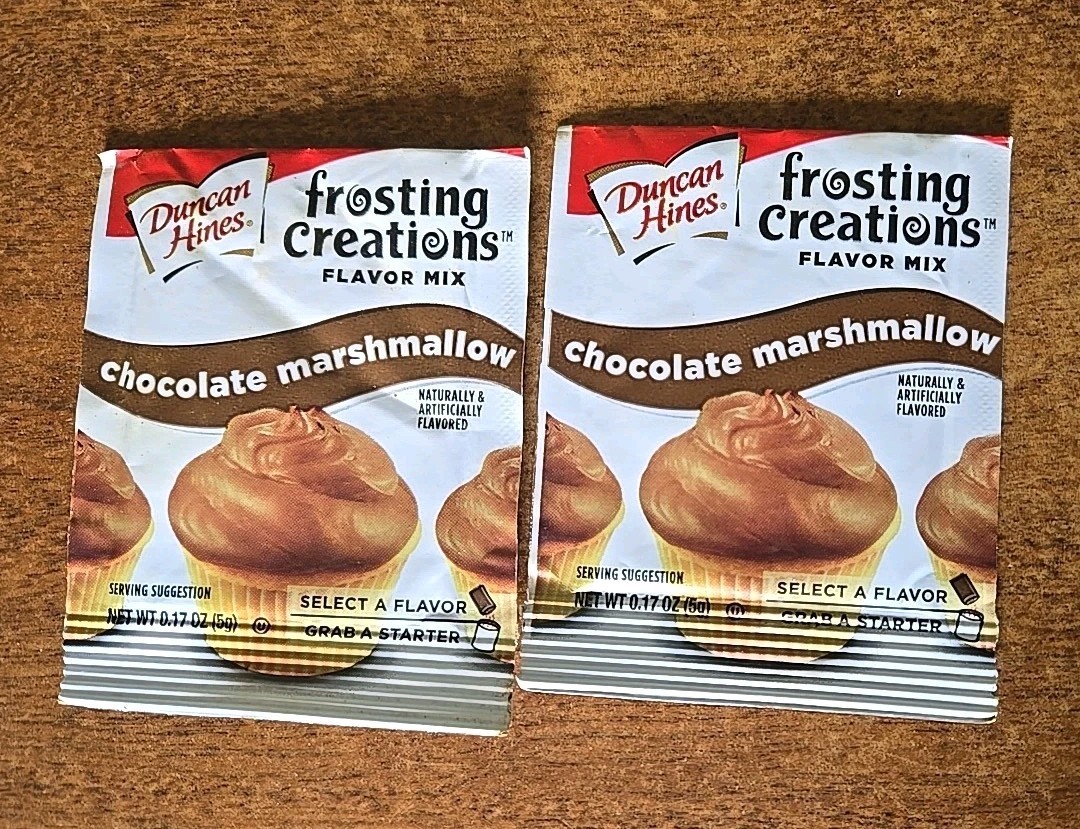 Duncan
Hines®
frosting
creations™
FLAVOR MIX
chocolate marshmallow
NATURALLY &
ARTIFICIALLY
FLAVORED
SERVING SUGGESTION
NET WT 0.17 OZ (5g)
U
SELECT A FLAVOR
GRAB A STARTER
Duncan
Hines®
frosting
creations™
FLAVOR MIX
chocolate marshmallow
NATURALLY &
ARTIFICIALLY
FLAVORED
SERVING SUGGESTION
NET WT 0.17 OZ (5g)
U
SELECT A FLAVOR
GRAB A STARTER